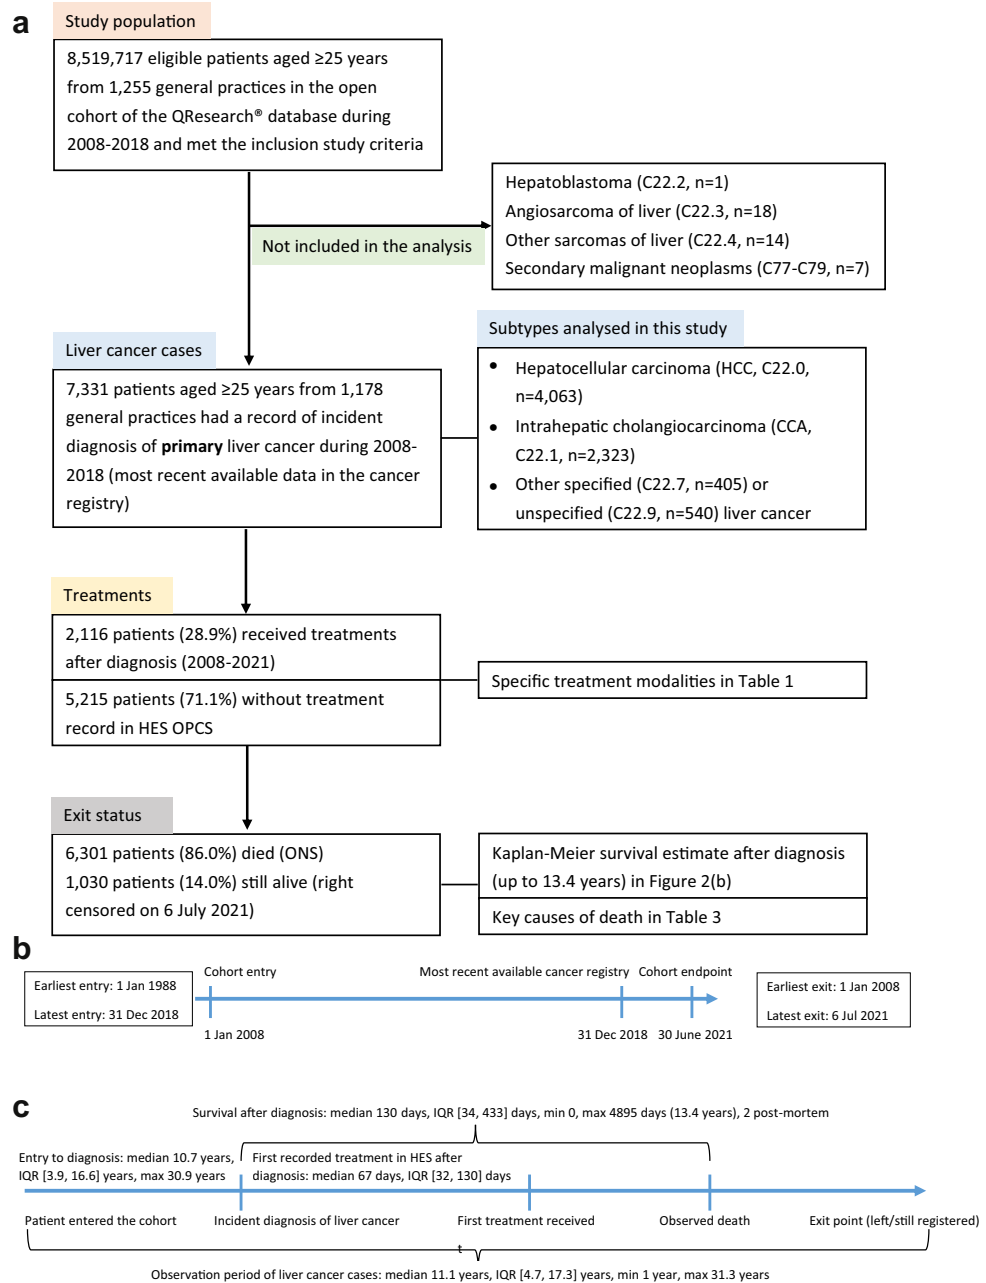 a
Study population
8,519,717 eligible patients aged ≥25 years
from 1,255 general practices in the open
cohort of the QResearch® database during
2008-2018 and met the inclusion study criteria
Hepatoblastoma (C22.2, n=1)
Angiosarcoma of liver (C22.3, n=18)
Other sarcomas of liver (C22.4, n=14)
Secondary malignant neoplasms (C77-C79, n=7)
Not included in the analysis
Liver cancer cases
7,331 patients aged ≥25 years from 1,178
general practices had a record of incident
diagnosis of primary liver cancer during 2008-
2018 (most recent available data in the cancer
registry)
Subtypes analysed in this study
• Hepatocellular carcinoma (HCC, C22.0,
n=4,063)
• Intrahepatic cholangiocarcinoma (CCA,
C22.1, n=2,323)
• Other specified (C22.7, n=405) or
unspecified (C22.9, n=540) liver cancer
Treatments
2,116 patients (28.9%) received treatments
after diagnosis (2008-2021)
5,215 patients (71.1%) without treatment
record in HES OPCS
Specific treatment modalities in Table 1
Exit status
6,301 patients (86.0%) died (ONS)
1,030 patients (14.0%) still alive (right
censored on 6 July 2021)
Kaplan-Meier survival estimate after diagnosis
(up to 13.4 years) in Figure 2(b)
Key causes of death in Table 3
b
Earliest entry: 1 Jan 1988
Latest entry: 31 Dec 2018
Cohort entry
Most recent available cancer registry
Cohort endpoint
1 Jan 2008
31 Dec 2018
30 June 2021
Earliest exit: 1 Jan 2008
Latest exit: 6 Jul 2021
c
Survival after diagnosis: median 130 days, IQR [34, 433] days, min 0, max 4895 days (13.4 years), 2 post-mortem
Entry to diagnosis: median 10.7 years,
IQR [3.9, 16.6] years, max 30.9 years
First recorded treatment in HES after
diagnosis: median 67 days, IQR [32, 130] days
Patient entered the cohort
Incident diagnosis of liver cancer
First treatment received
Observed death
Exit point (left/still registered)
t
Observation period of liver cancer cases: median 11.1 years, IQR [4.7, 17.3] years, min 1 year, max 31.3 years